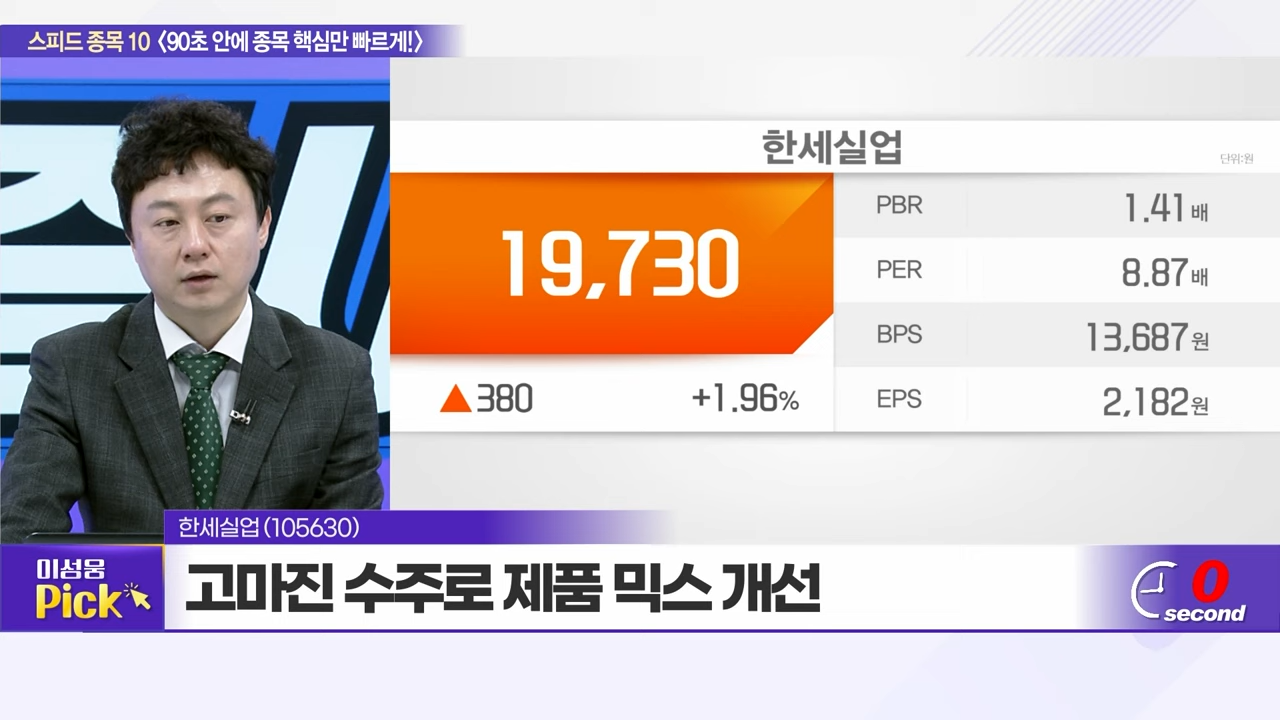 스피드 종목 10 〈90초 안에 종목 핵심만 빠르게!〉
한세실업
단위:원
19,730
▲380 +1.96%
PBR 1.41배
PER 8.87배
BPS 13,687원
EPS 2,182원
한세실업(105630)
이성웅
Pick
고마진 수주로 제품 믹스 개선
0
second